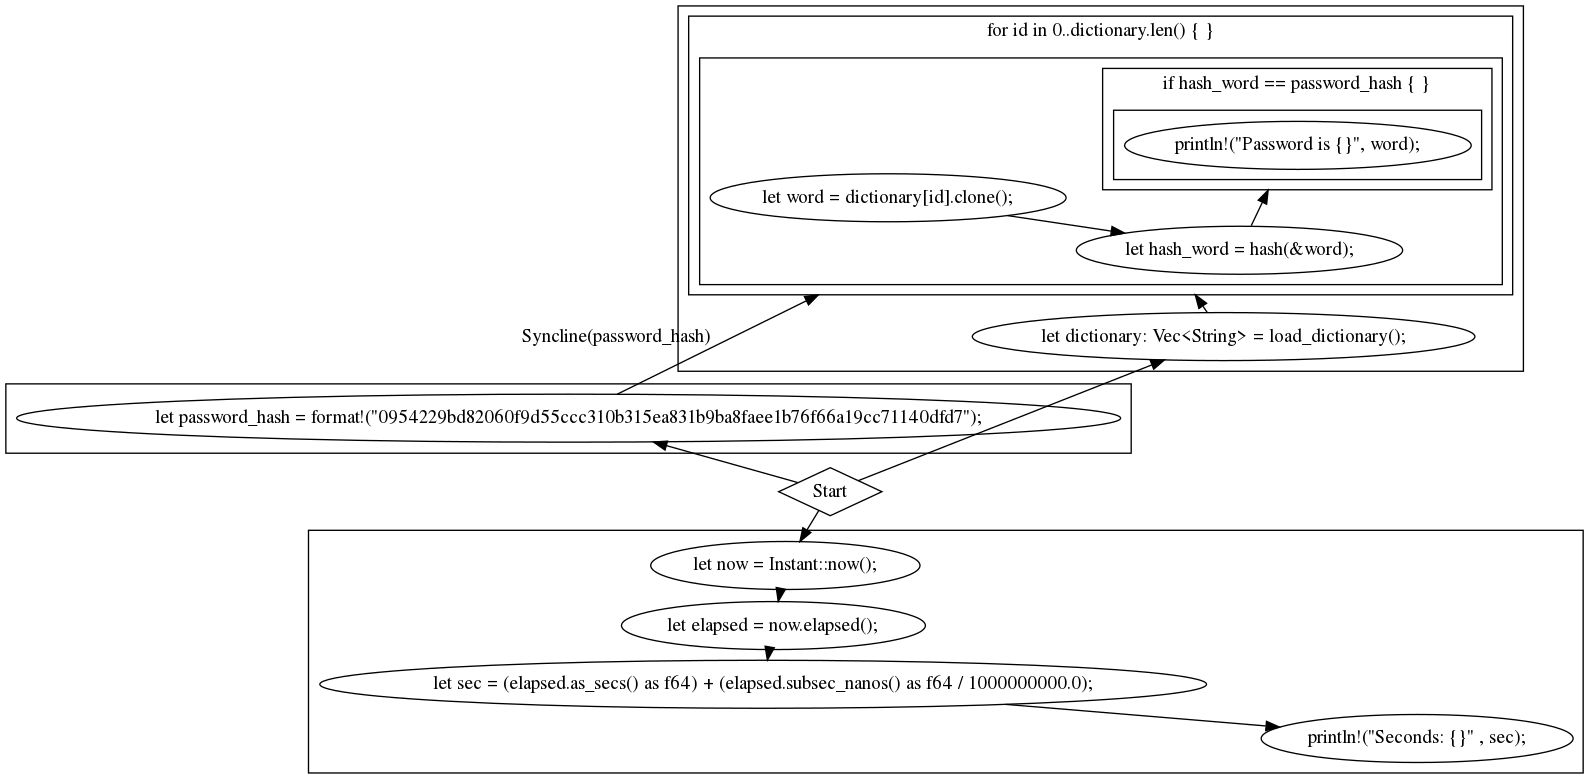 for id in 0..dictionary.len() { }
if hash_word == password_hash { }
println!("Password is {}", word);
let word = dictionary[id].clone();
let hash_word = hash(&word);
Syncline(password_hash)
let dictionary: Vec<String> = load_dictionary();
let password_hash = format!("0954229bd82060f9d55ccc310b315ea831b9ba8faee1b76f66a19cc71140dfd7");
Start
let now = Instant::now();
let elapsed = now.elapsed();
let sec = (elapsed.as_secs() as f64) + (elapsed.subsec_nanos() as f64 / 1000000000.0);
println!("Seconds: {}" , sec);